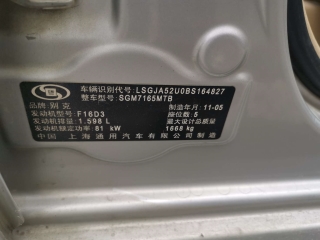 车辆识别代号: LSGJA52U0BS164827
整车型号: SGM7165MTB
品牌 别克 制造年月 11-05
发动机型号 F16D3 座位数 5
发动机排量 1.598 L 最大设计总质量
发动机额定功率 81 kW 1668 kg
中国 上海通用汽车有限公司制造